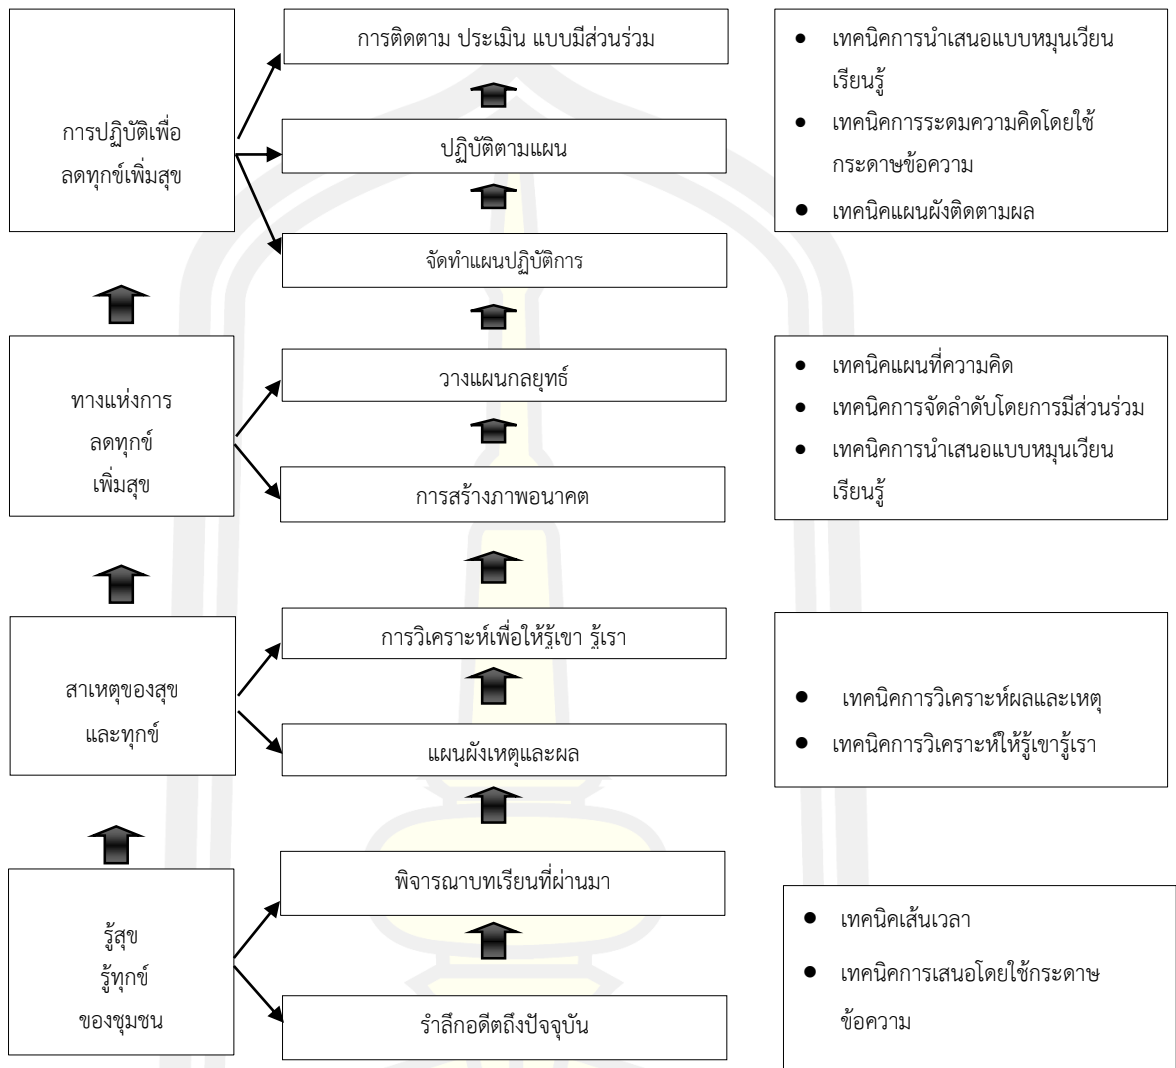 การปฏิบัติเพื่อ
ลดทุกข์เพิ่มสุข
การติดตาม ประเมิน แบบมีส่วนร่วม
ปฏิบัติตามแผน
จัดทำแผนปฏิบัติการ
● เทคนิคการนำเสนอแบบหมุนเวียน
เรียนรู้
● เทคนิคการระดมความคิดโดยใช้
กระดาษข้อความ
● เทคนิคแผนผังติดตามผล
ทางแห่งการ
ลดทุกข์
เพิ่มสุข
วางแผนกลยุทธ์
การสร้างภาพอนาคต
● เทคนิคแผนที่ความคิด
● เทคนิคการจัดลำดับโดยการมีส่วนร่วม
● เทคนิคการนำเสนอแบบหมุนเวียน
เรียนรู้
สาเหตุของสุข
และทุกข์
การวิเคราะห์เพื่อให้รู้เขา รู้เรา
แผนผังเหตุและผล
● เทคนิคการวิเคราะห์ผลและเหตุ
● เทคนิคการวิเคราะห์ให้รู้เขารู้เรา
รู้สุข
รู้ทุกข์
ของชุมชน
พิจารณาบทเรียนที่ผ่านมา
รำลึกอดีตถึงปัจจุบัน
● เทคนิคเส้นเวลา
● เทคนิคการเสนอโดยใช้กระดาษ
ข้อความ